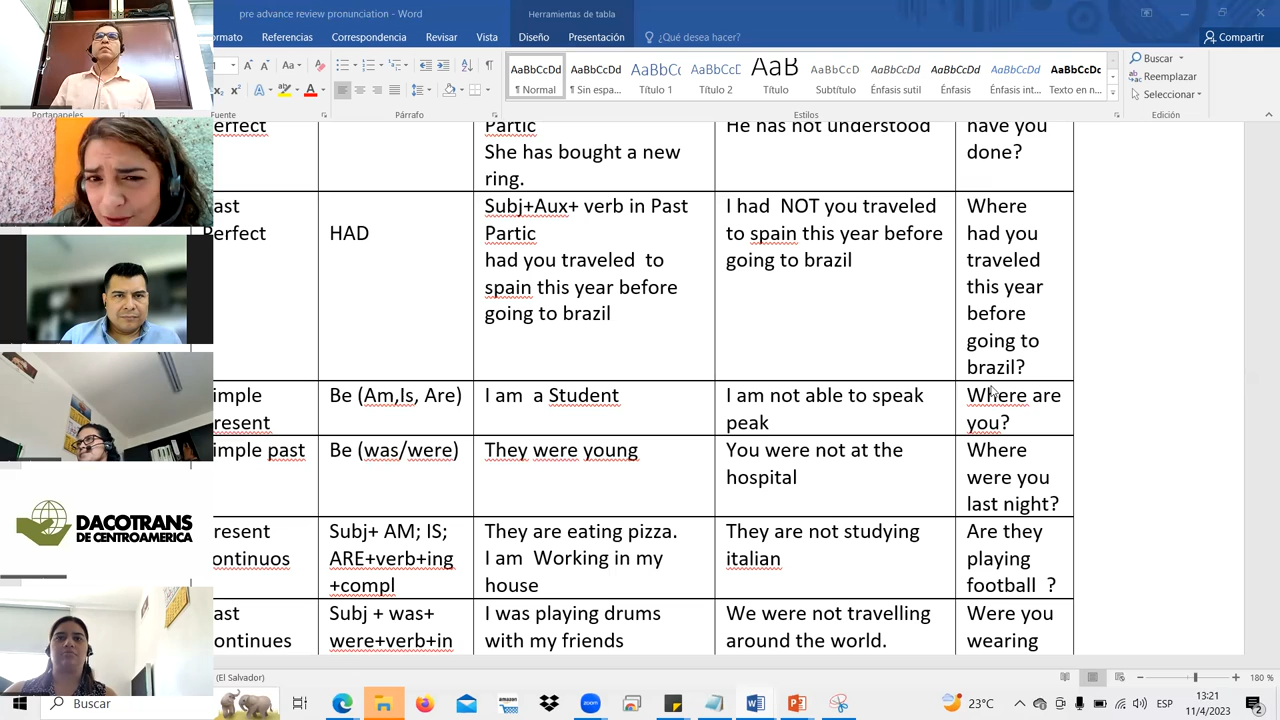 pre advance review pronuntiation - Word
Herramientas de tabla
ormato Referencias Correspondencia Revisar Vista Diseño Presentación ¿Qué desea hacer? Compartir
AaBbCcDd AaBbCcDd AaBbCc AaBbCcD AaB AaBbCcD AaBbCcDd AaBbCcDd AaBbCcDd AaBbCcDc
¶ Normal ¶ Sin espa... Título 1 Título 2 Título Subtítulo Énfasis sutil Énfasis Énfasis int... Texto en n...
Buscar
Reemplazar
Seleccionar
Portapapeles Fuente Párrafo Estilos Edición
erfect
Partic
She has bought a new
ring.
He has not understood
have you
done?
ast
Perfect
HAD
Subj+Aux+ verb in Past
Partic
had you traveled to
spain this year before
going to brazil
I had NOT you traveled
to spain this year before
going to brazil
Where
had you
traveled
this year
before
going to
brazil?
imple
resent
Be (Am,Is, Are)
I am a Student
I am not able to speak
peak
Where are
you?
imple past
Be (was/were)
They were young
You were not at the
hospital
Where
were you
last night?
resent
ontinuos
Subj+ AM; IS;
ARE+verb+ing
+compl
They are eating pizza.
I am Working in my
house
They are not studying
italian
Are they
playing
football ?
ast
ontinues
Subj + was+
were+verb+in
I was playing drums
with my friends
We were not travelling
around the world.
Were you
wearing
DACOTRANS
DE CENTROAMERICA
(El Salvador)
180 %
Buscar
amazon
zoom
23°C
ESP
15:21
11/4/2023
2